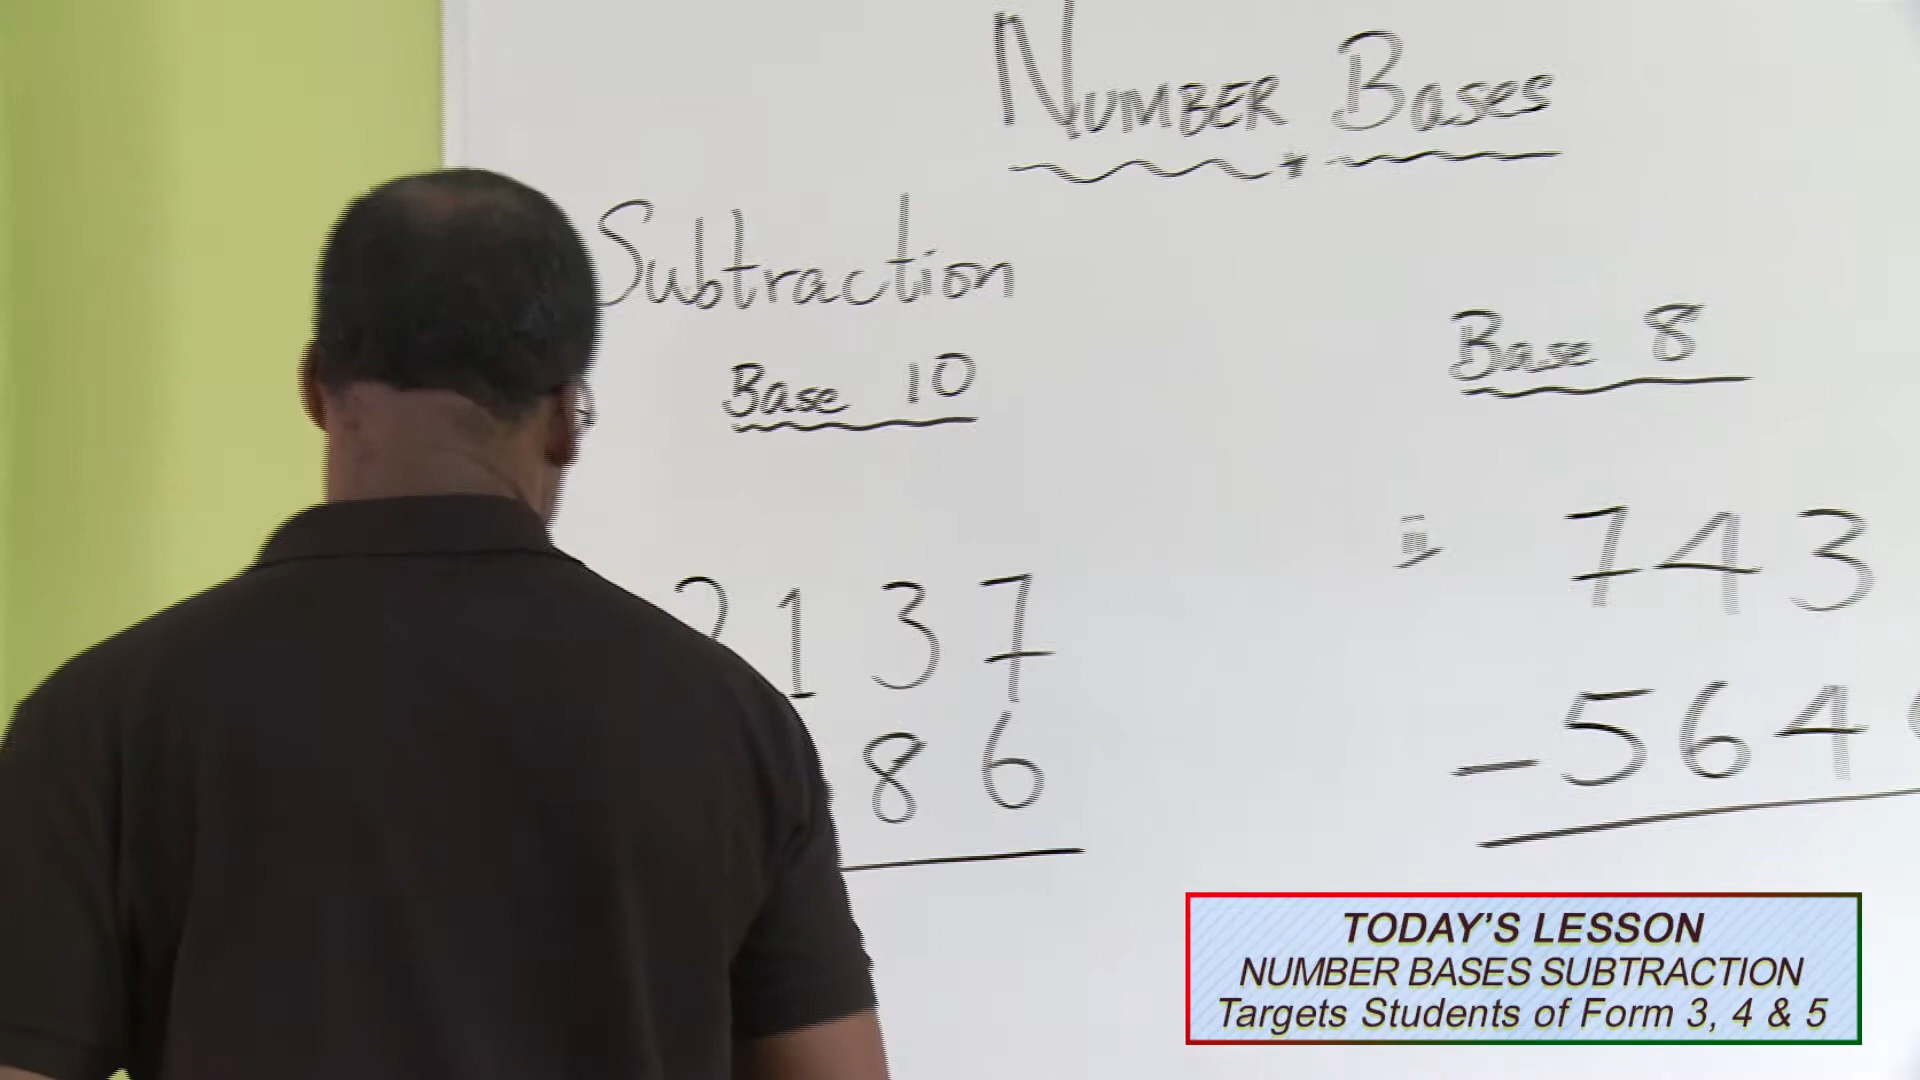 NUMBER BASES
Subtraction
Base 10
Base 8
2137
86
= 743
- 564
TODAY'S LESSON
NUMBER BASES SUBTRACTION
Targets Students of Form 3, 4 & 5